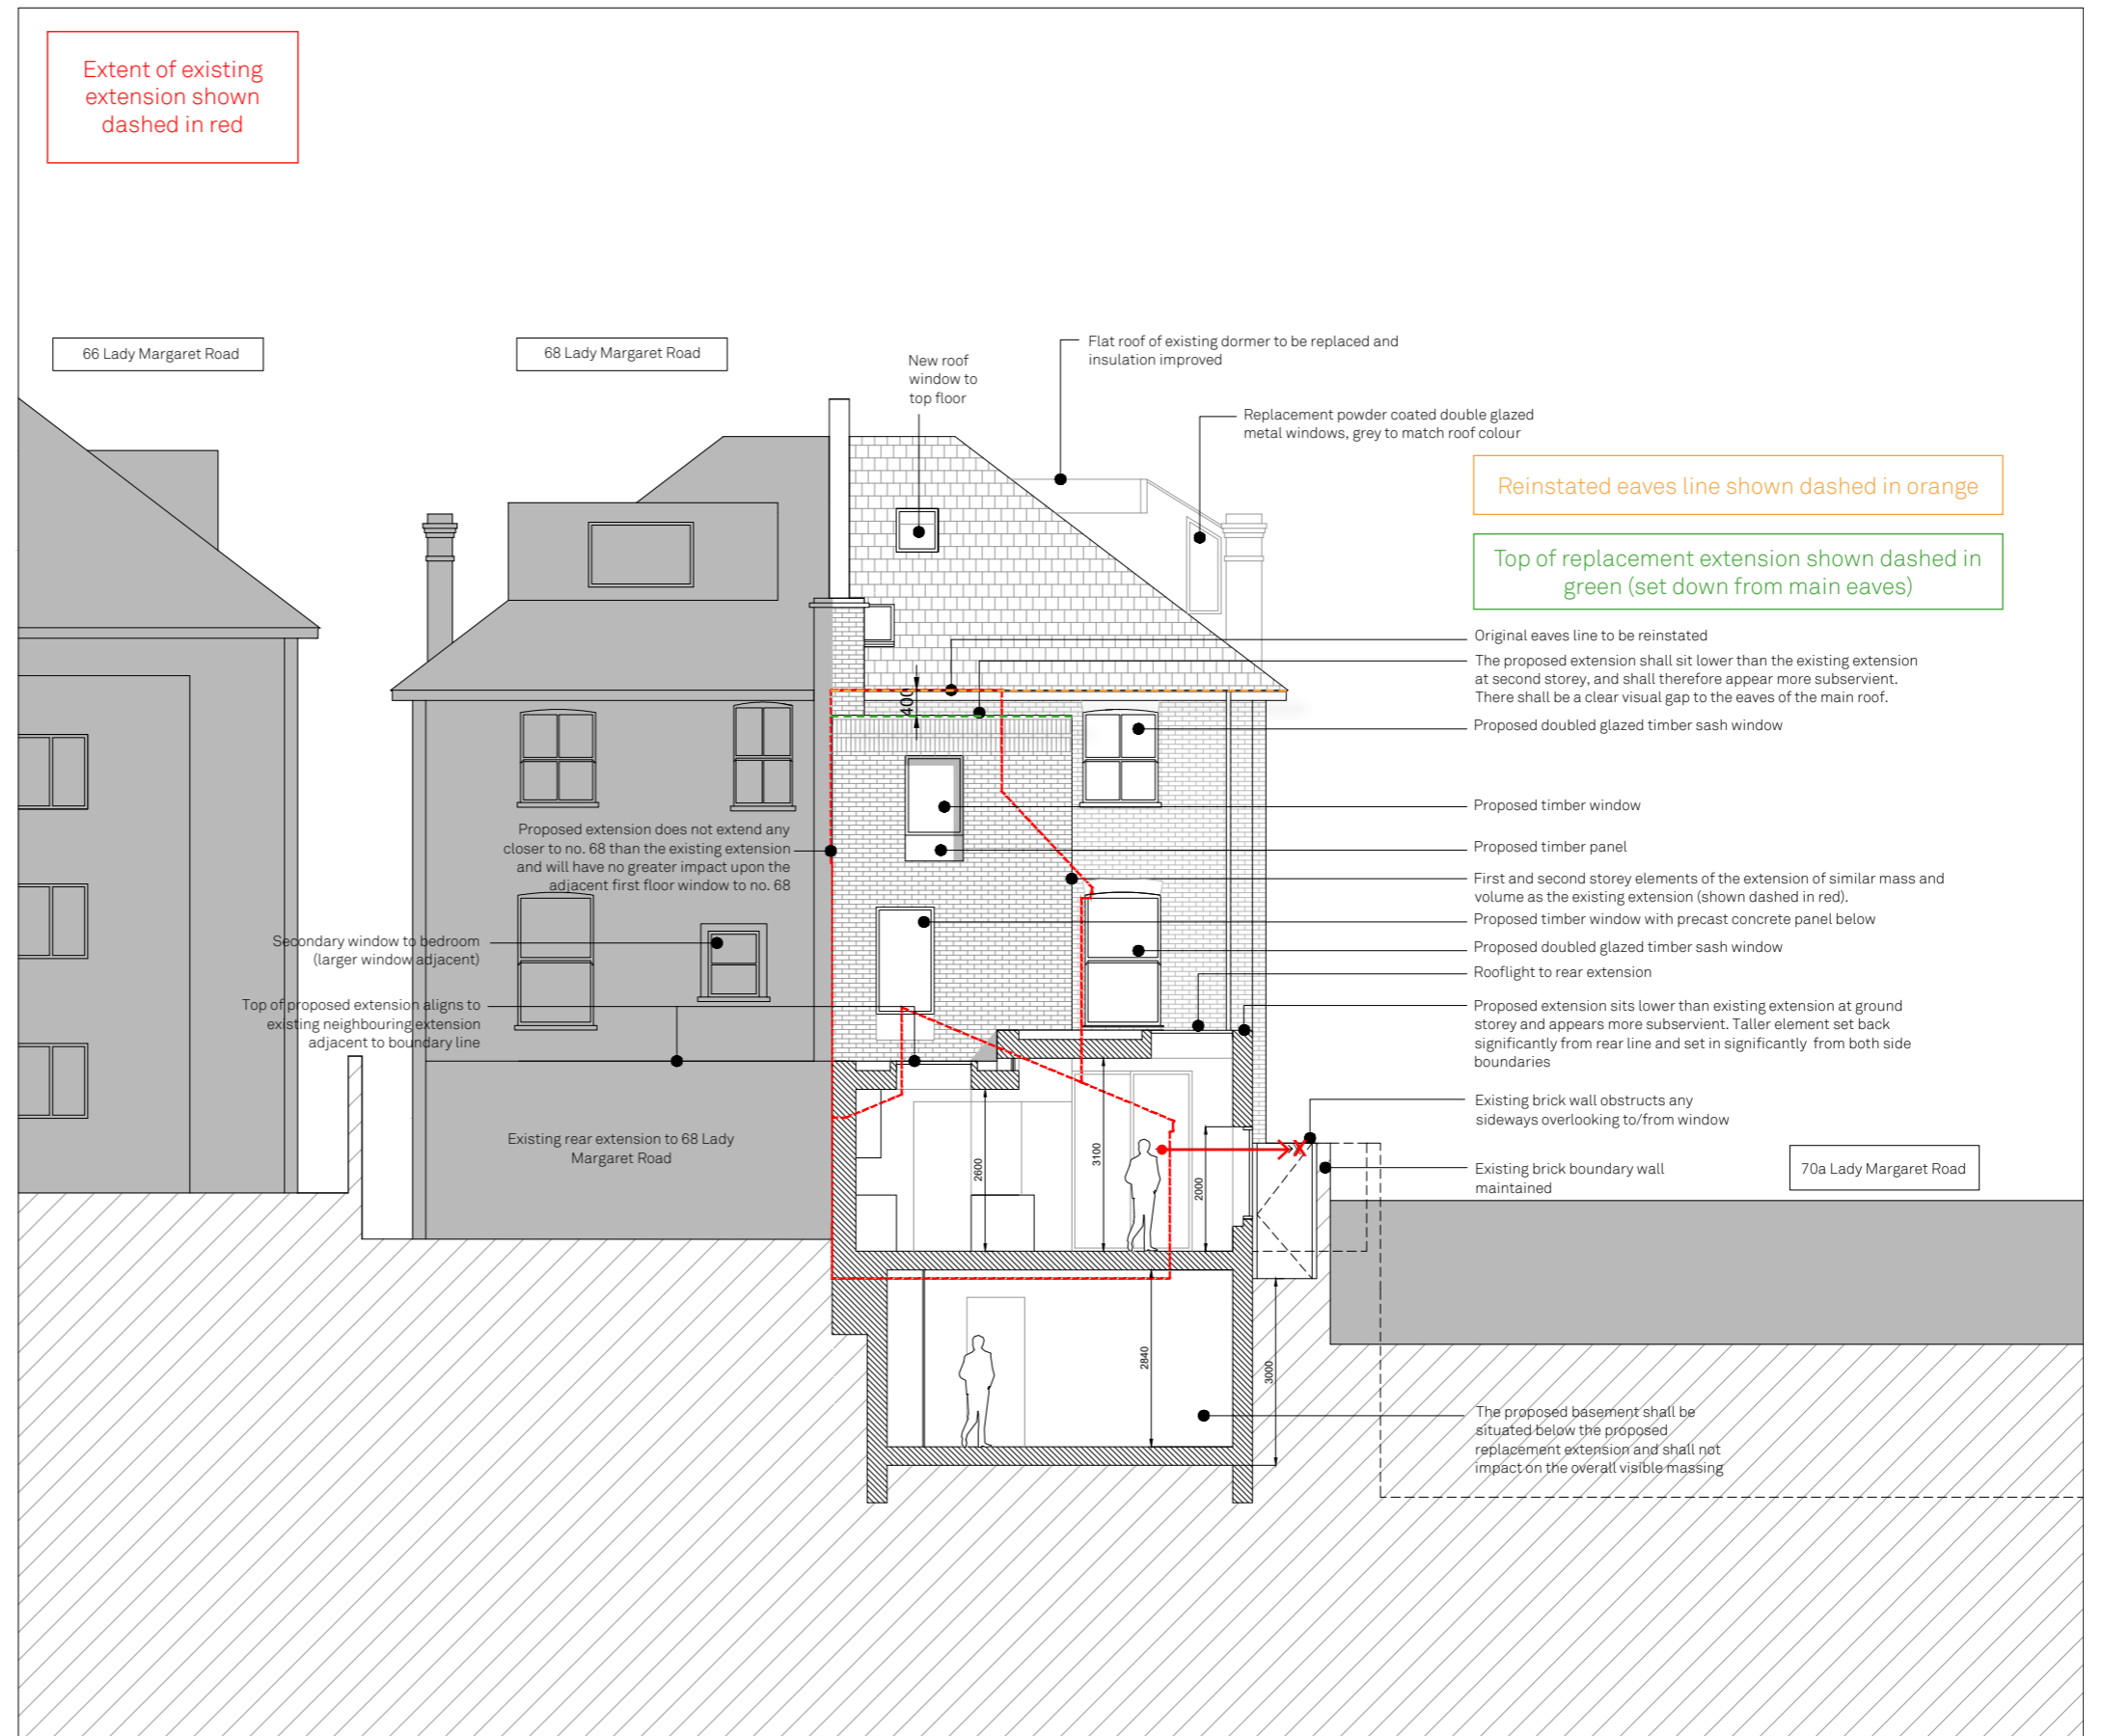 Extent of existing
extension shown
dashed in red
66 Lady Margaret Road
68 Lady Margaret Road
New roof
window to
top floor
Flat roof of existing dormer to be replaced and
insulation improved
Replacement powder coated double glazed
metal windows, grey to match roof colour
Reinstated eaves line shown dashed in orange
Top of replacement extension shown dashed in
green (set down from main eaves)
Original eaves line to be reinstated
The proposed extension shall sit lower than the existing extension
at second storey, and shall therefore appear more subservient.
There shall be a clear visual gap to the eaves of the main roof.
400
Proposed doubled glazed timber sash window
Proposed timber window
Proposed extension does not extend any
closer to no. 68 than the existing extension
and will have no greater impact upon the
adjacent first floor window to no. 68
Proposed timber panel
First and second storey elements of the extension of similar mass and
volume as the existing extension (shown dashed in red).
Proposed timber window with precast concrete panel below
Secondary window to bedroom
(larger window adjacent)
Proposed doubled glazed timber sash window
Rooflight to rear extension
Top of proposed extension aligns to
existing neighbouring extension
adjacent to boundary line
Proposed extension sits lower than existing extension at ground
storey and appears more subservient. Taller element set back
significantly from rear line and set in significantly from both side
boundaries
Existing brick wall obstructs any
sideways overlooking to/from window
Existing rear extension to 68 Lady
Margaret Road
2600
3100
2000
Existing brick boundary wall
maintained
70a Lady Margaret Road
2840
3000
The proposed basement shall be
situated below the proposed
replacement extension and shall not
impact on the overall visible massing